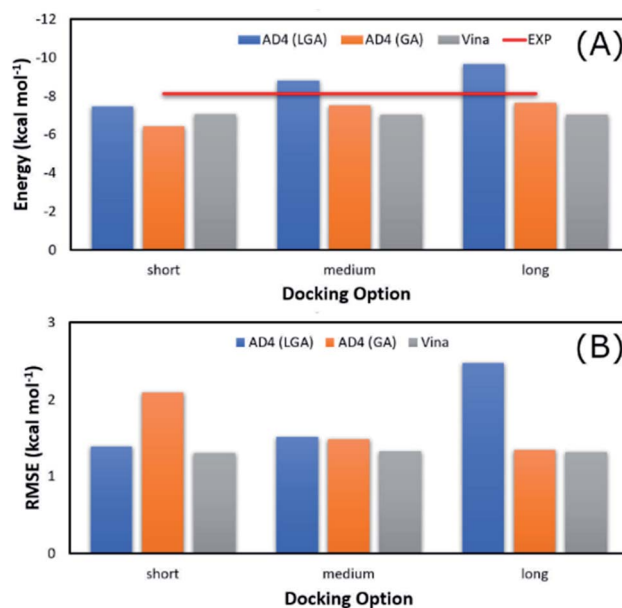 -12
AD4 (LGA) AD4 (GA) Vina EXP (A)
-10
-8
-6
-4
-2
0
Energy (kcal mol-1)
short medium long
Docking Option
3
AD4 (LGA) AD4 (GA) Vina (B)
2
1
0
RMSE (kcal mol-1)
short medium long
Docking Option